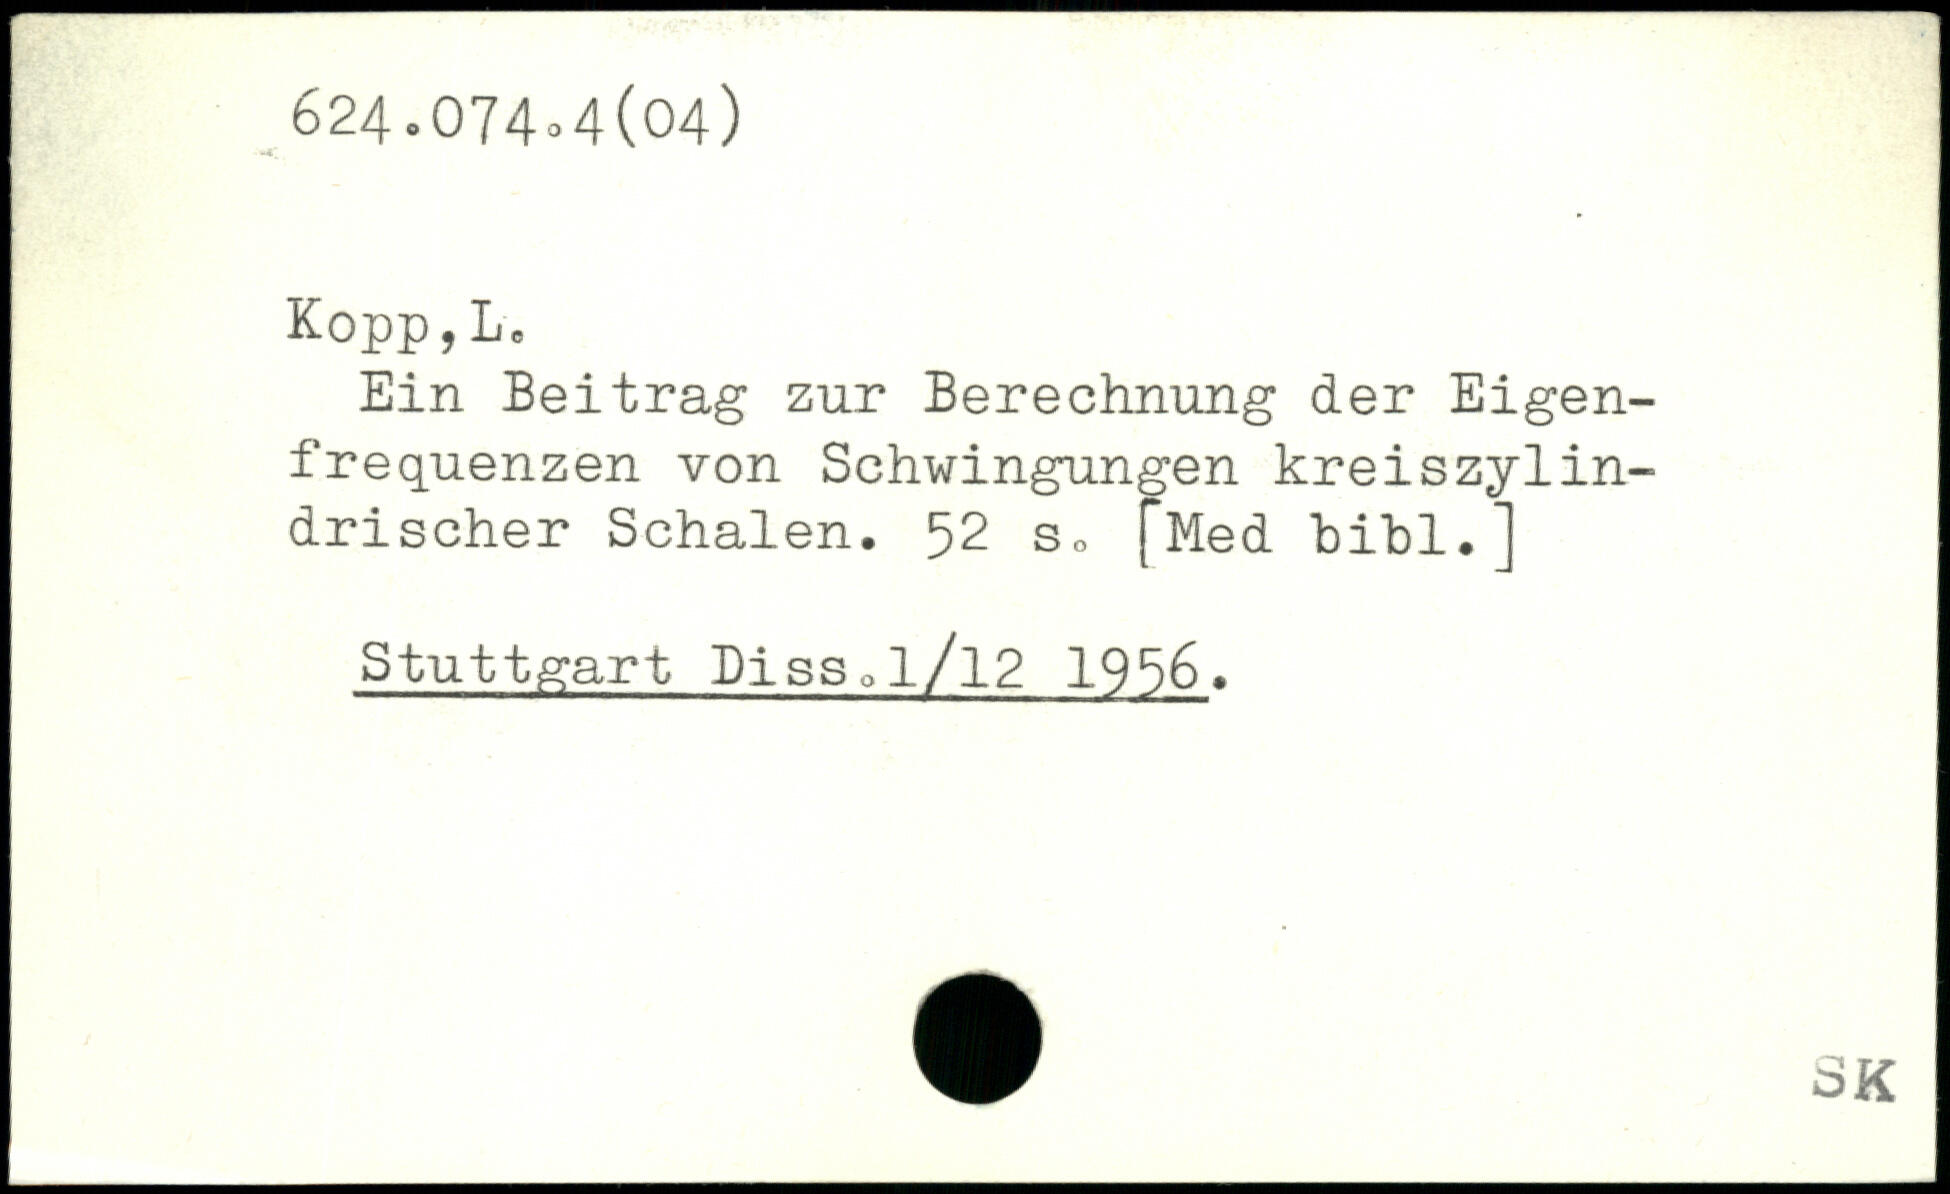 624.074.4(04)
Kopp,L.
Ein Beitrag zur Berechnung der Eigen-
frequenzen von Schwingungen kreiszylin-
drischer Schalen. 52 s. [Med bibl.]
Stuttgart Diss.1/12 1956.
SK